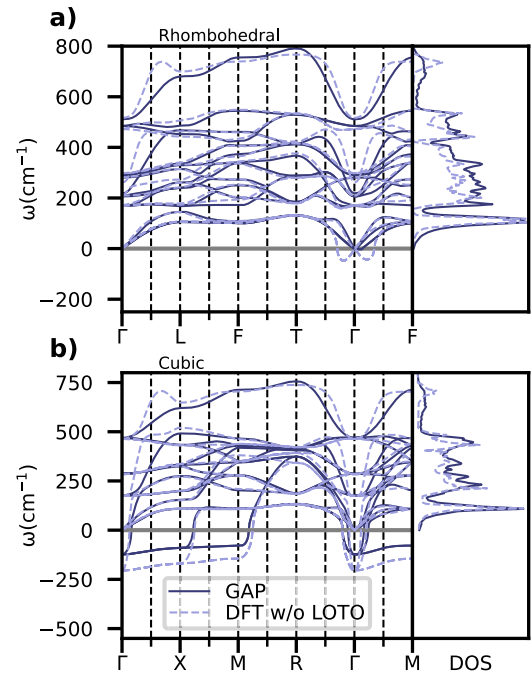 a)
Rhombohedral
800
600
400
200
0
−200
ω(cm⁻¹)
Γ L F T Γ F
b)
Cubic
750
500
250
0
−250
−500
ω(cm⁻¹)
GAP
DFT w/o LOTO
Γ X M R Γ M DOS